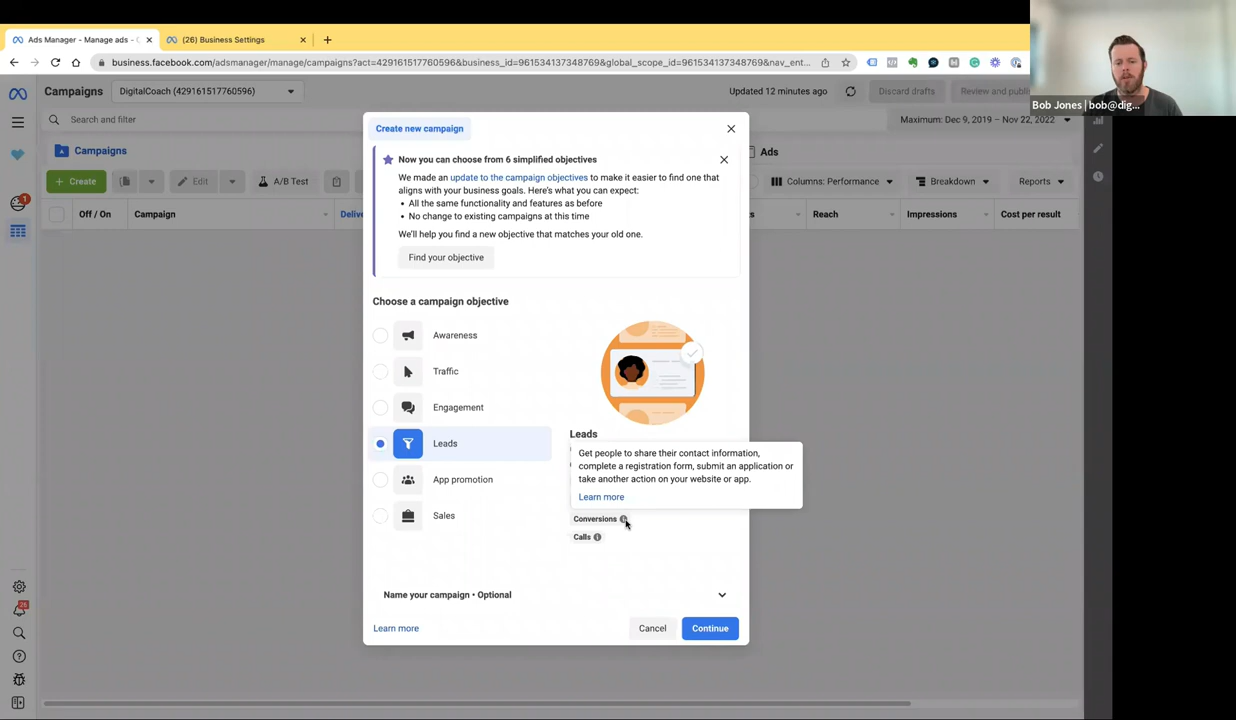 Ads Manager - Manage ads - 
(26) Business Settings
business.facebook.com/adsmanager/manage/campaigns?act=429161517760596&business_id=961534137348769&global_scope_id=961534137348769&nav_ent...
Bob Jones | bob@dig...
Campaigns
DigitalCoach (429161517760596)
Updated 12 minutes ago
Discard drafts
Review and publi
Search and filter
Maximum: Dec 9, 2019 – Nov 22, 2022
Campaigns
Ads
Create
Edit
A/B Test
Columns: Performance
Breakdown
Reports
Off / On
Campaign
Delive
s
Reach
Impressions
Cost per result
1
26
Create new campaign
Now you can choose from 6 simplified objectives
We made an update to the campaign objectives to make it easier to find one that
aligns with your business goals. Here's what you can expect:
• All the same functionality and features as before
• No change to existing campaigns at this time
We'll help you find a new objective that matches your old one.
Find your objective
Choose a campaign objective
Awareness
Traffic
Engagement
Leads
App promotion
Sales
Leads
Get people to share their contact information,
complete a registration form, submit an application or
take another action on your website or app.
Learn more
Conversions
Calls
Name your campaign • Optional
Learn more
Cancel
Continue